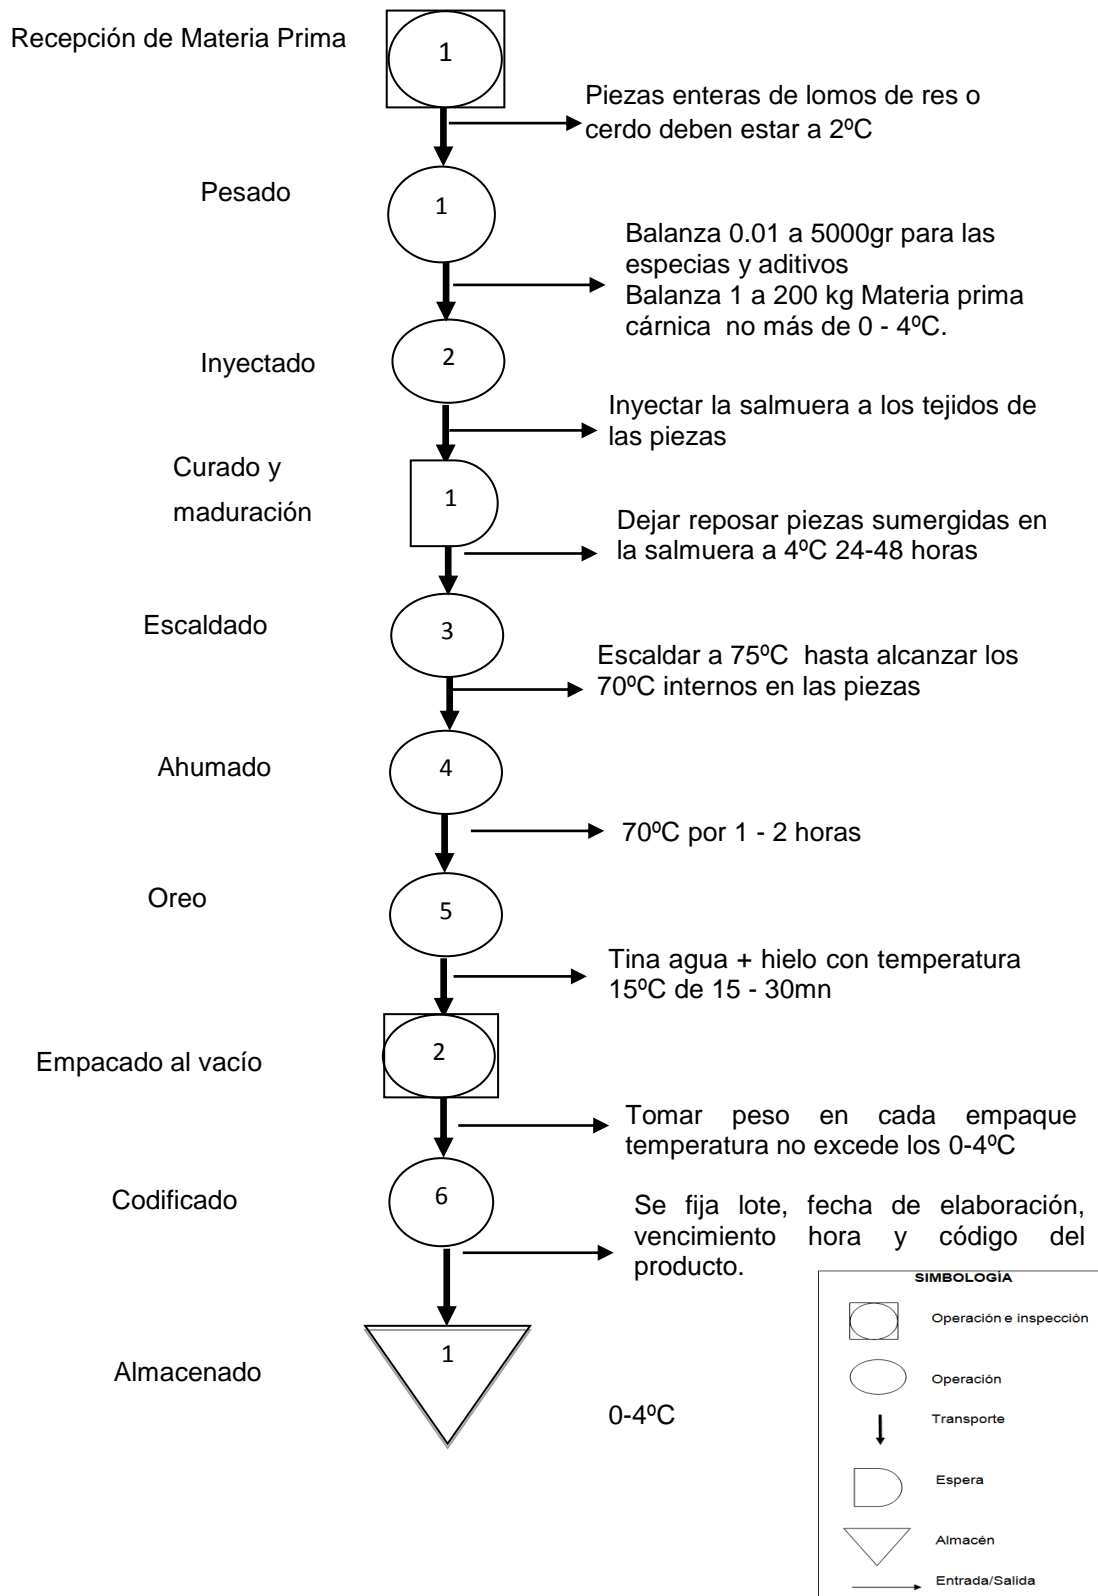 Recepción de Materia Prima
1
Piezas enteras de lomos de res o
cerdo deben estar a 2ºC
Pesado
1
Balanza 0.01 a 5000gr para las
especias y aditivos
Balanza 1 a 200 kg Materia prima
cárnica no más de 0 - 4ºC.
Inyectado
2
Inyectar la salmuera a los tejidos de
las piezas
Curado y
maduración
1
Dejar reposar piezas sumergidas en
la salmuera a 4ºC 24-48 horas
Escaldado
3
Escaldar a 75ºC hasta alcanzar los
70ºC internos en las piezas
Ahumado
4
70ºC por 1 - 2 horas
Oreo
5
Tina agua + hielo con temperatura
15ºC de 15 - 30mn
Empacado al vacío
2
Tomar peso en cada empaque
temperatura no excede los 0-4ºC
Codificado
6
Se fija lote, fecha de elaboración,
vencimiento hora y código del
producto.
Almacenado
1
0-4ºC
SIMBOLOGÍA
Operación e inspección
Operación
Transporte
Espera
Almacén
Entrada/Salida